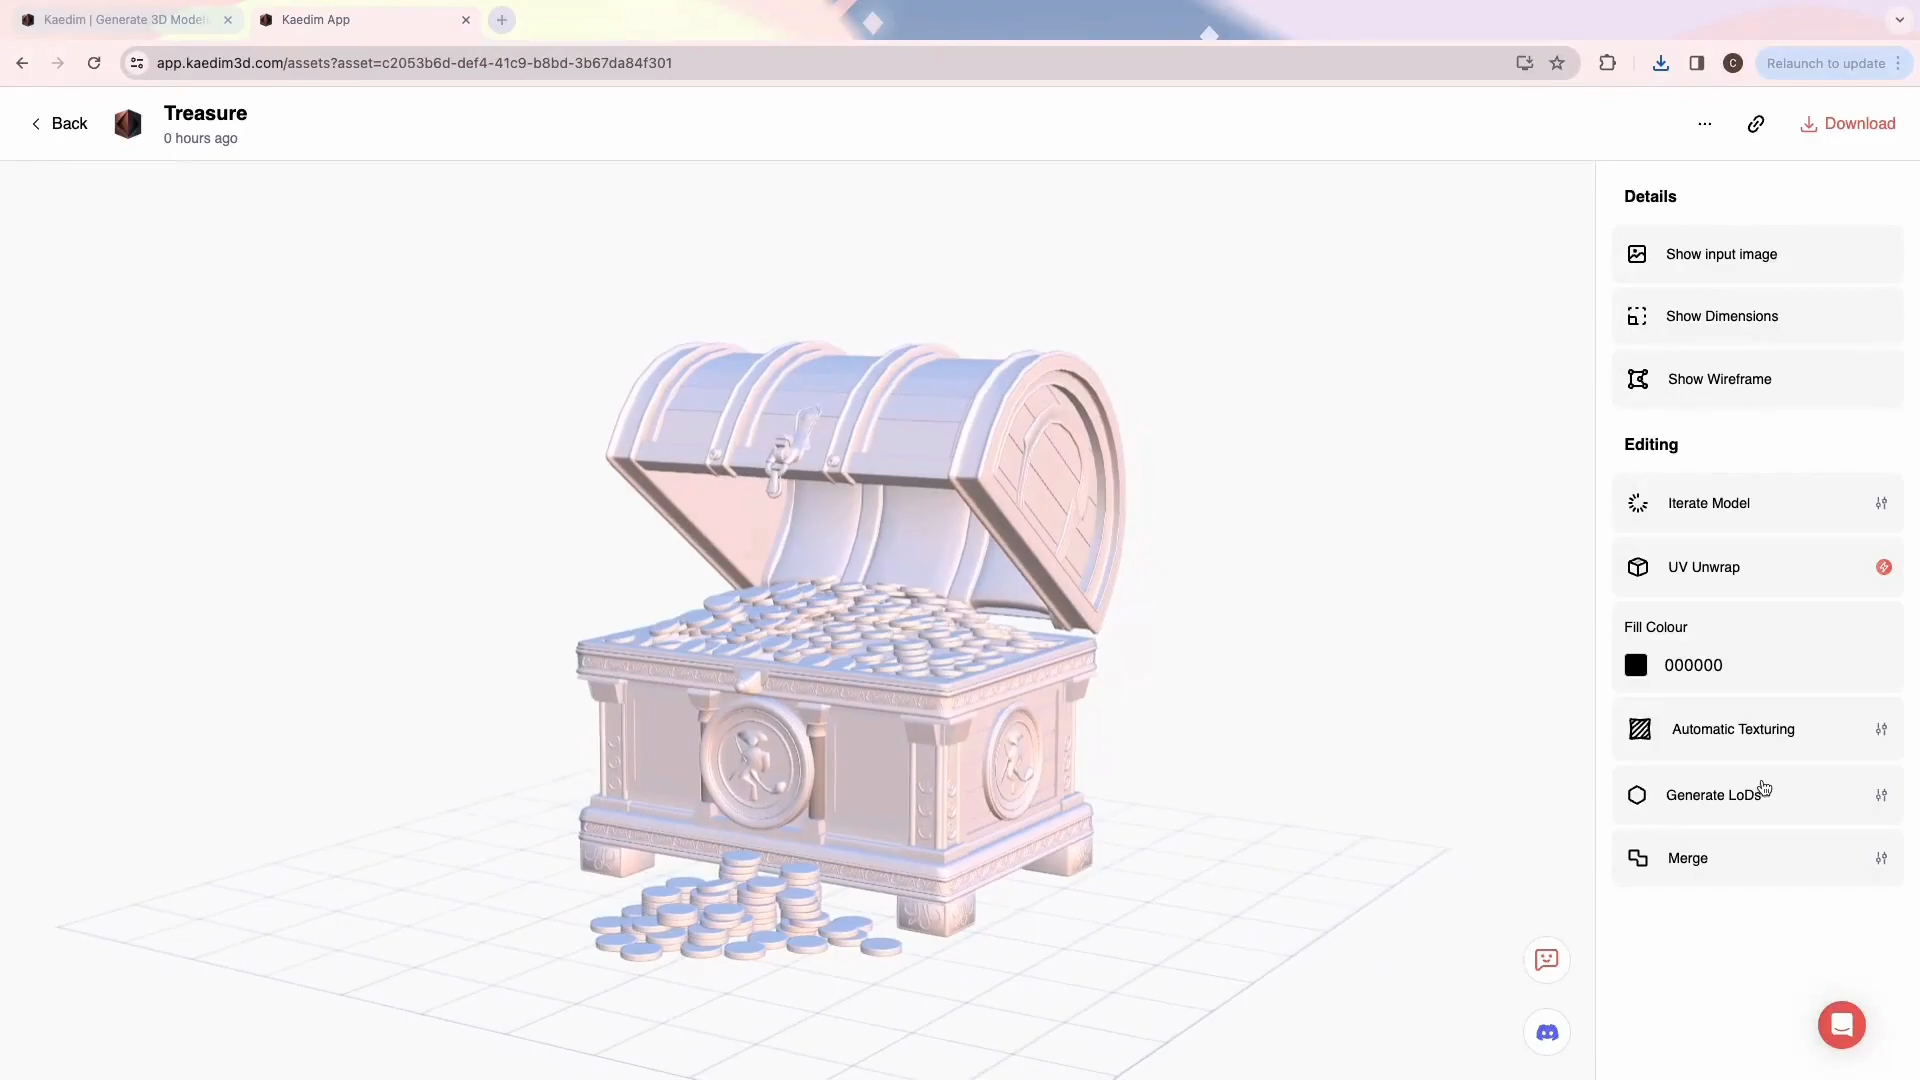 Kaedim | Generate 3D Model
Kaedim App
app.kaedim3d.com/assets?asset=c2053b6d-def4-41c9-b8bd-3b67da84f301
C
Relaunch to update
Back
Treasure
0 hours ago
Download
Details
Show input image
Show Dimensions
Show Wireframe
Editing
Iterate Model
UV Unwrap
Fill Colour
000000
Automatic Texturing
Generate LoDs
Merge